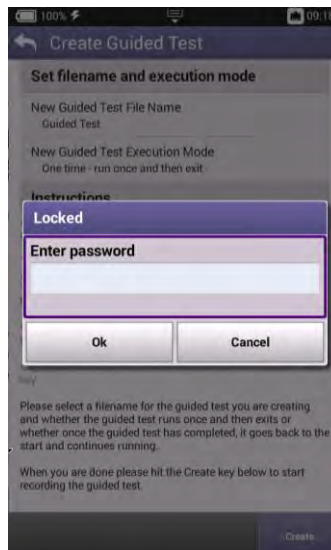 100%
09:18
Create Guided Test
Set filename and execution mode
New Guided Test File Name
Guided Test
New Guided Test Execution Mode
One time - run once and then exit
Instructions
Locked
Enter password
Ok
Cancel
key
Please select a filename for the guided test you are creating
and whether the guided test runs once and then exits or
whether once the guided test has completed, it goes back to the
start and continues running.
When you are done please hit the Create key below to start
recording the guided test.
Create